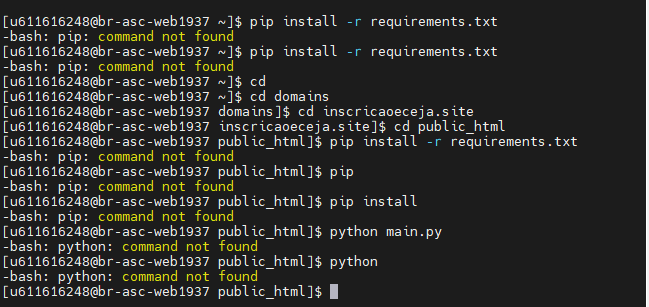 [u611616248@br-asc-web1937 ~]$ pip install -r requirements.txt
-bash: pip: command not found
[u611616248@br-asc-web1937 ~]$ pip install -r requirements.txt
-bash: pip: command not found
[u611616248@br-asc-web1937 ~]$ cd
[u611616248@br-asc-web1937 ~]$ cd domains
[u611616248@br-asc-web1937 domains]$ cd inscricaoeceja.site
[u611616248@br-asc-web1937 inscricaoeceja.site]$ cd public_html
[u611616248@br-asc-web1937 public_html]$ pip install -r requirements.txt
-bash: pip: command not found
[u611616248@br-asc-web1937 public_html]$ pip
-bash: pip: command not found
[u611616248@br-asc-web1937 public_html]$ pip install
-bash: pip: command not found
[u611616248@br-asc-web1937 public_html]$ python main.py
-bash: python: command not found
[u611616248@br-asc-web1937 public_html]$ python
-bash: python: command not found
[u611616248@br-asc-web1937 public_html]$